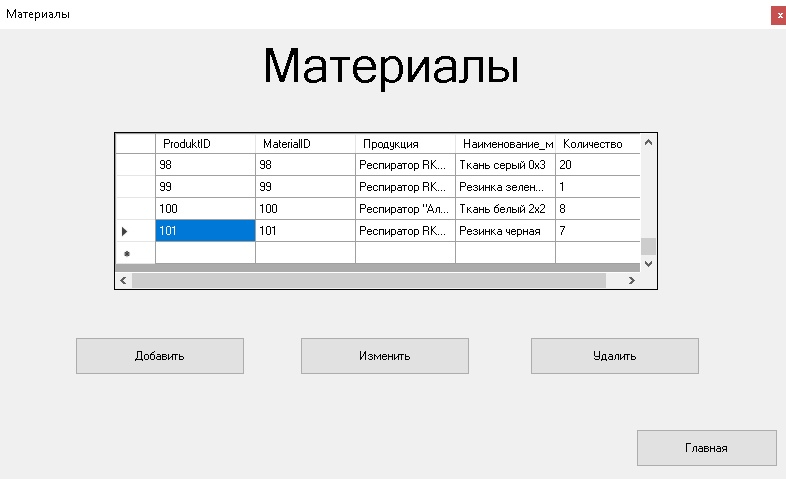 Материалы
x
Материалы
ProduktID MaterialID Продукция Наименование_м Количество
98 98 Респиратор RK... Ткань серый 0x3 20
99 99 Респиратор RK... Резинка зелен... 1
100 100 Респиратор "Ал... Ткань белый 2x2 8
101 101 Респиратор RK... Резинка черная 7
Добавить Изменить Удалить
Главная